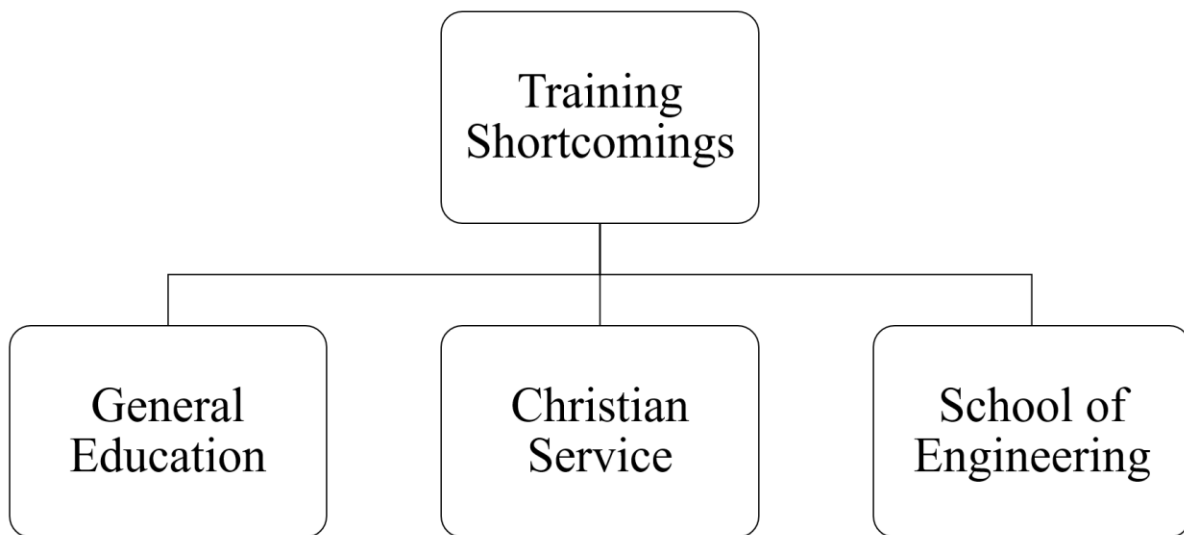 Training
Shortcomings
General
Education
Christian
Service
School of
Engineering